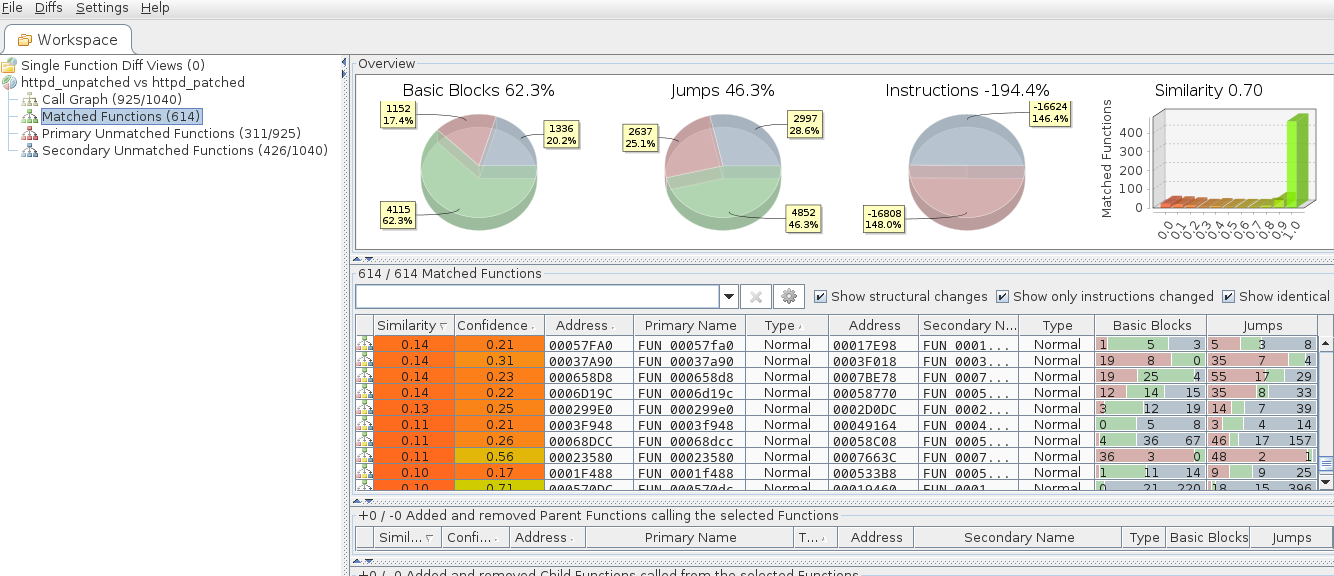 File Diffs Settings Help
Workspace
Single Function Diff Views (0)
httpd_unpatched vs httpd_patched
Call Graph (925/1040)
Matched Functions (614)
Primary Unmatched Functions (311/925)
Secondary Unmatched Functions (426/1040)
Overview
Basic Blocks 62.3%
1152
17.4%
1336
20.2%
4115
62.3%
Jumps 46.3%
2637
25.1%
2997
28.6%
4852
46.3%
Instructions -194.4%
-16624
146.4%
-16808
148.0%
Similarity 0.70
Matched Functions
400
300
200
100
0
0.0 0.1 0.2 0.3 0.4 0.5 0.6 0.7 0.8 0.9 1.0
614 / 614 Matched Functions
Show structural changes Show only instructions changed Show identical
Similarity Confidence Address Primary Name Type Address Secondary N... Type Basic Blocks Jumps
0.14 0.21 00057FA0 FUN_00057fa0 Normal 00017E98 FUN_0001... Normal 1 5 3 5 3 8
0.14 0.31 00037A90 FUN_00037a90 Normal 0003F018 FUN_0003... Normal 19 8 0 35 7 4
0.14 0.23 000658D8 FUN_000658d8 Normal 0007BE78 FUN_0007... Normal 19 25 4 55 17 29
0.14 0.22 0006D19C FUN_0006d19c Normal 00058770 FUN_0005... Normal 12 14 15 35 8 33
0.13 0.25 000299E0 FUN_000299e0 Normal 0002D0DC FUN_0002... Normal 3 12 19 14 7 39
0.11 0.21 0003F948 FUN_0003f948 Normal 00049164 FUN_0004... Normal 0 5 8 3 4 14
0.11 0.26 00068DCC FUN_00068dcc Normal 00058C08 FUN_0005... Normal 4 36 67 46 17 157
0.11 0.56 00023580 FUN_00023580 Normal 0007663C FUN_0007... Normal 36 3 0 48 2 1
0.10 0.17 0001F488 FUN_0001f488 Normal 000533B8 FUN_0005... Normal 1 11 14 9 9 25
0.10 0.71 000570DC FUN_000570dc Normal 00019460 FUN_0001... Normal 0 21 220 18 15 396
+0 / -0 Added and removed Parent Functions calling the selected Functions
Simil... Confi... Address Primary Name T... Address Secondary Name Type Basic Blocks Jumps
+0 / -0 Added and removed Child Functions called from the selected Functions